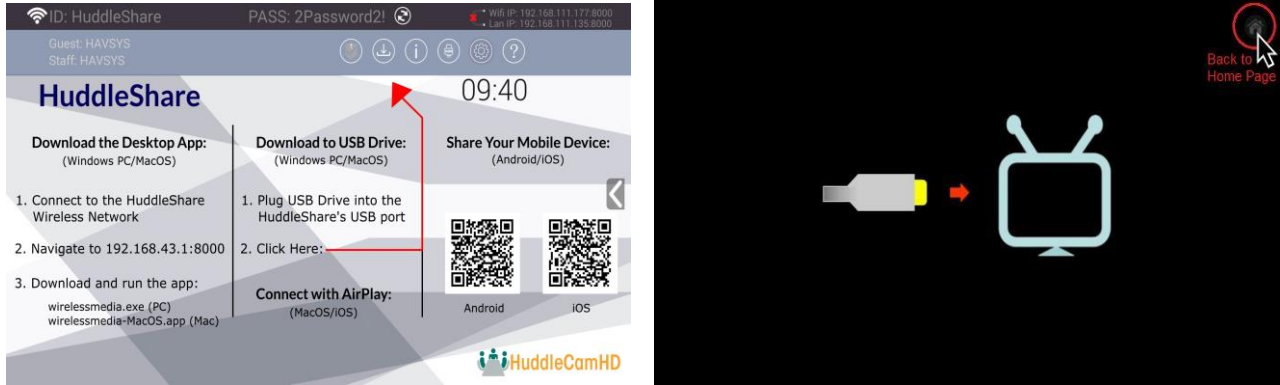 ID: HuddleShare PASS: 2Password2! Wifi IP: 192.168.111.177:8000
Lan IP: 192.168.111.135:8000
Guest: HAVSYS
Staff: HAVSYS
HuddleShare
09:40
Download the Desktop App:
(Windows PC/MacOS)
1. Connect to the HuddleShare
Wireless Network
2. Navigate to 192.168.43.1:8000
3. Download and run the app:
wirelessmedia.exe (PC)
wirelessmedia-MacOS.app (Mac)
Download to USB Drive:
(Windows PC/MacOS)
1. Plug USB Drive into the
HuddleShare's USB port
2. Click Here:
Connect with AirPlay:
(MacOS/iOS)
Share Your Mobile Device:
(Android/iOS)
Android
iOS
HuddleCamHD
Back to
Home Page